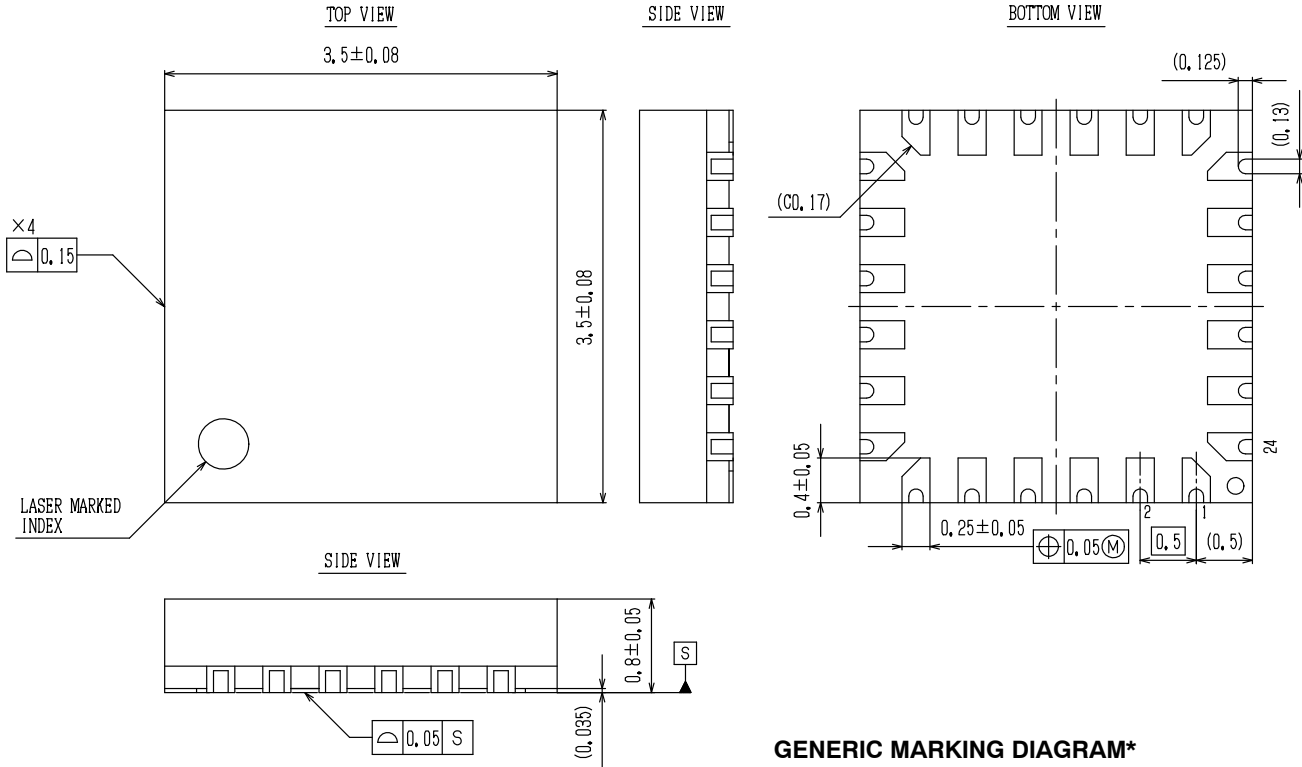 TOP VIEW
SIDE VIEW
BOTTOM VIEW
3.5±0.08
(0.125)
(0.13)
(C0.17)
×4
⌓ 0.15
3.5±0.08
LASER MARKED
INDEX
0.4±0.05
24
2
1
0.25±0.05
⌖ 0.05Ⓜ
0.5
(0.5)
SIDE VIEW
0.8±0.05
S
(0.035)
⌓ 0.05 S
GENERIC MARKING DIAGRAM*